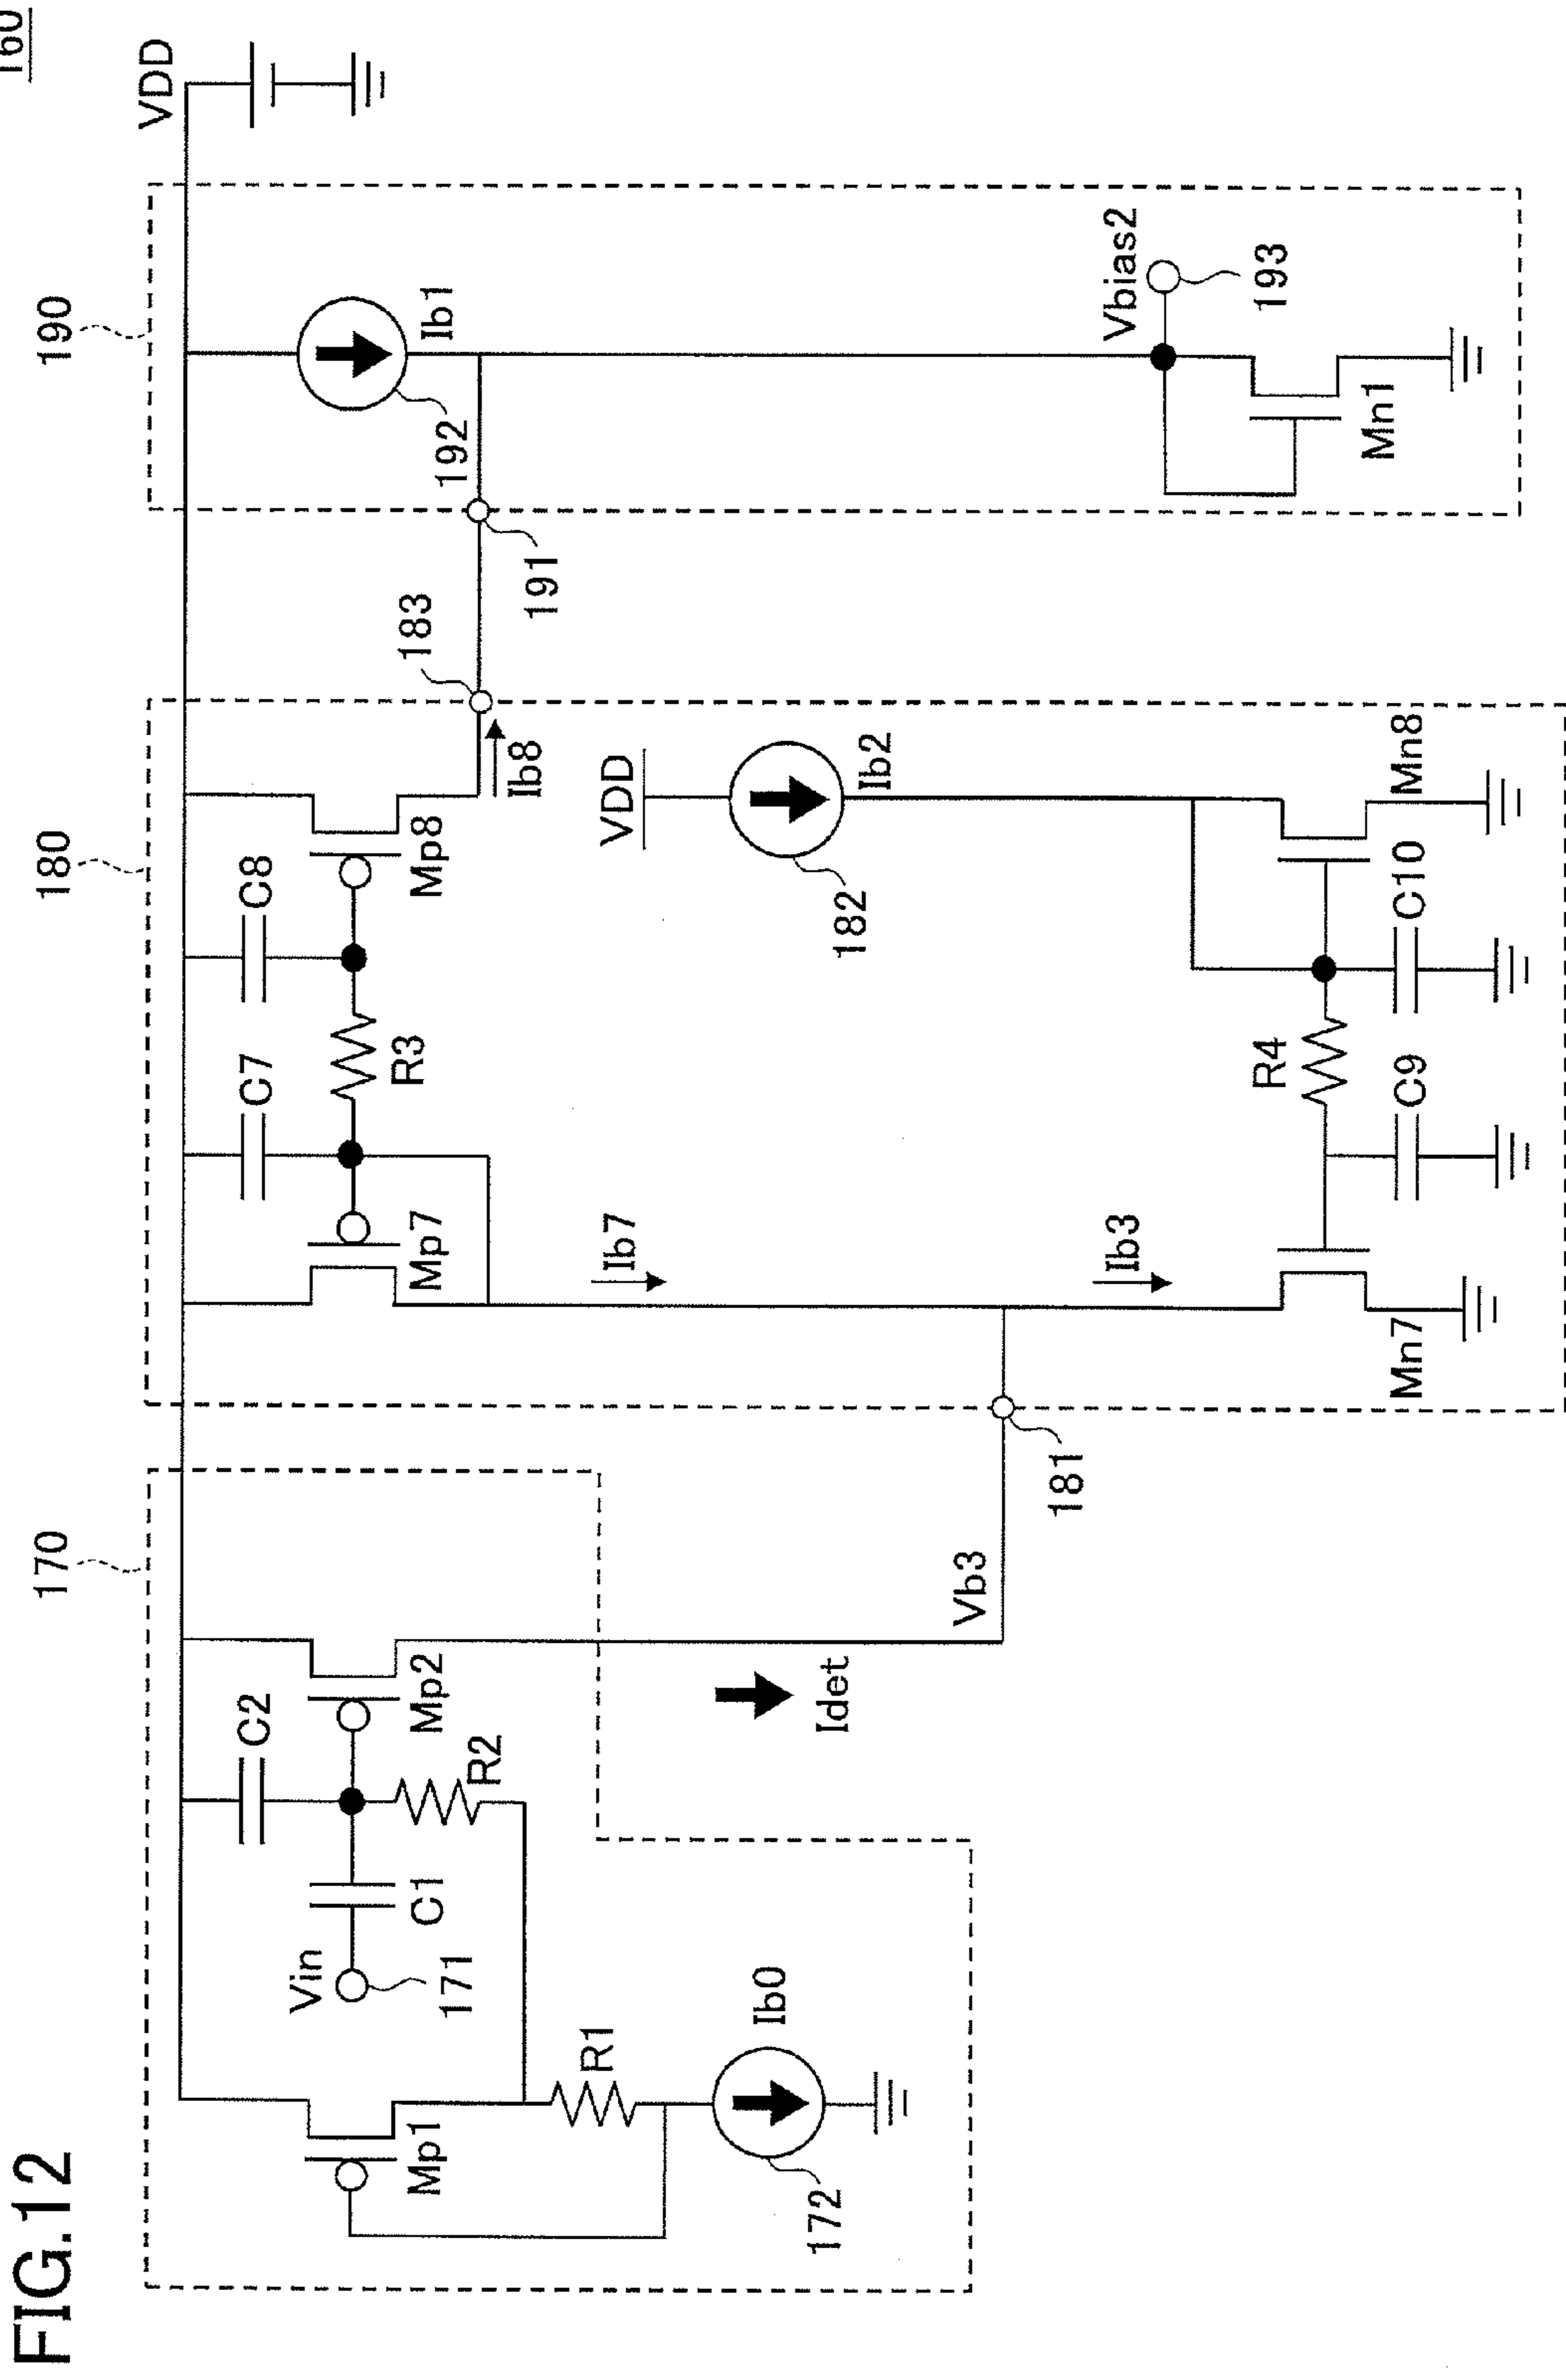 FIG.12
160
170
180
190
VDD
C2
C7
C8
Vin
171
C1
Mp1
Mp2
R2
R1
Mp7
R3
Mp8
183
191
192
Ib1
Ib8
Ib0
172
Idet
Vb3
181
Ib7
Ib3
VDD
182
Ib2
Vbias2
193
Mn1
R4
Mn7
C9
C10
Mn8